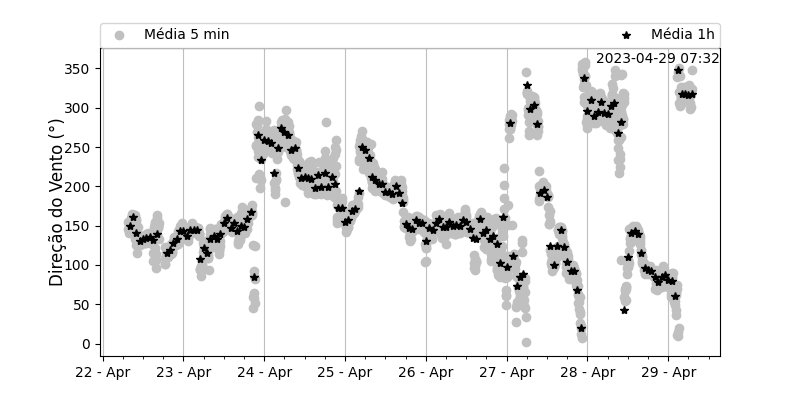 Média 5 min
Média 1h
2023-04-29 07:32
Direção do Vento (°)
350
300
250
200
150
100
50
0
22 - Apr
23 - Apr
24 - Apr
25 - Apr
26 - Apr
27 - Apr
28 - Apr
29 - Apr